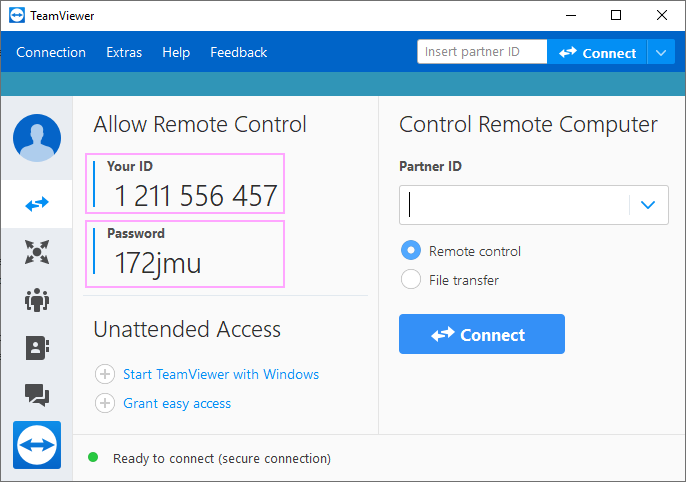 TeamViewer
Connection Extras Help Feedback Insert partner ID Connect
Allow Remote Control
Your ID
1 211 556 457
Password
172jmu
Unattended Access
Start TeamViewer with Windows
Grant easy access
Control Remote Computer
Partner ID
Remote control
File transfer
Connect
Ready to connect (secure connection)